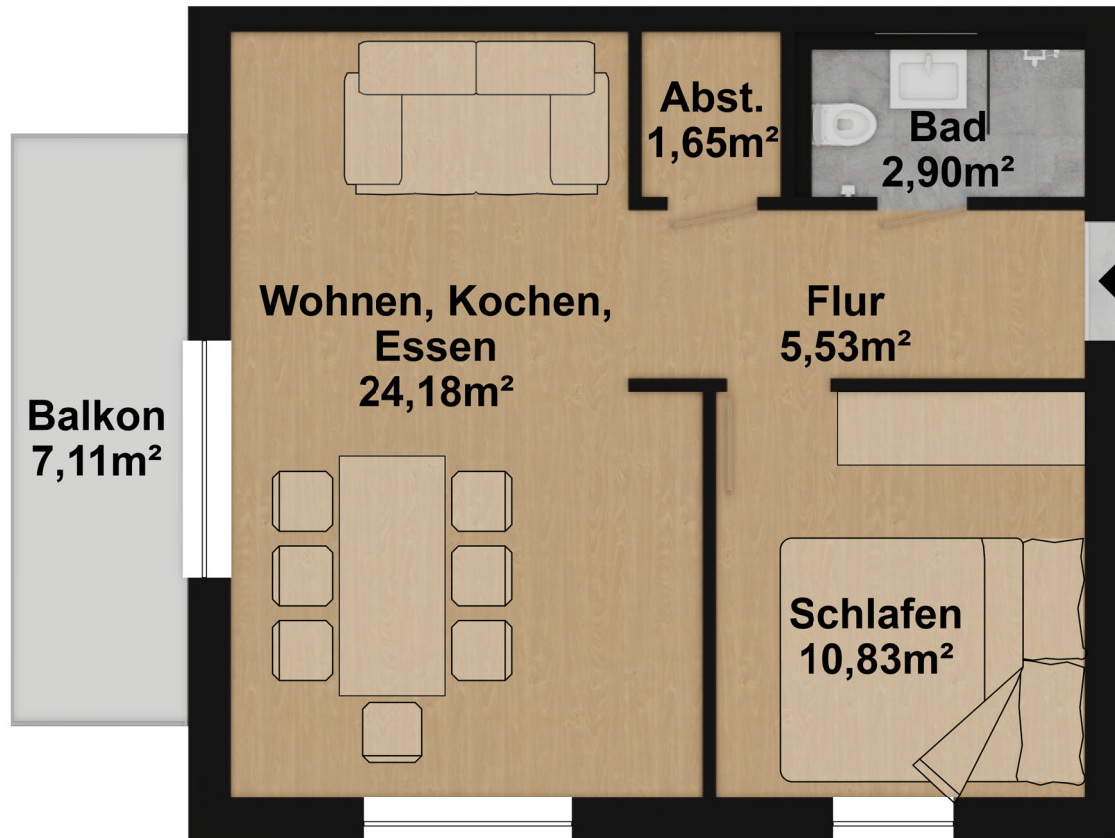 Abst.
1,65m²
Bad
2,90m²
Wohnen, Kochen,
Essen
24,18m²
Flur
5,53m²
Balkon
7,11m²
Schlafen
10,83m²